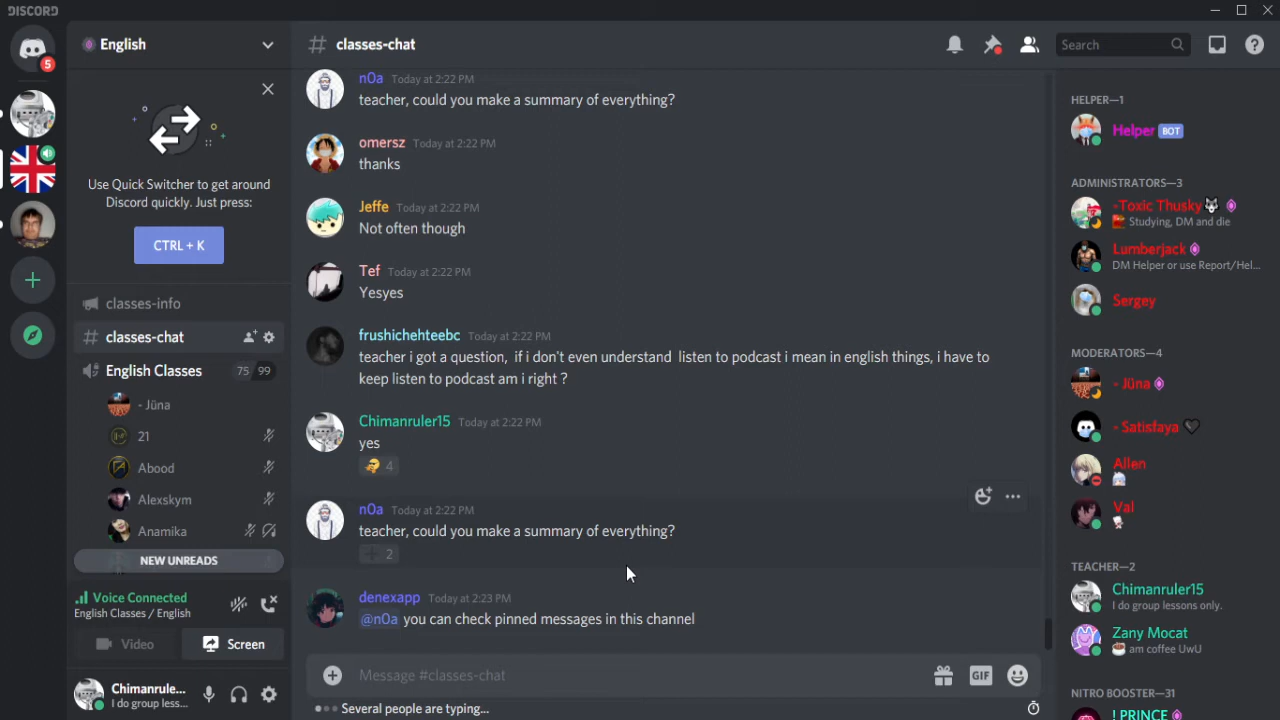 DISCORD
English
# classes-chat
Search
5
Use Quick Switcher to get around
Discord quickly. Just press:
CTRL + K
classes-info
# classes-chat
English Classes 75 99
- Jüna
21
Abood
Alexskym
Anamika
NEW UNREADS
Voice Connected
English Classes / English
Video
Screen
Chimanrule...
I do group less...
n0a Today at 2:22 PM
teacher, could you make a summary of everything?
omersz Today at 2:22 PM
thanks
Jeffe Today at 2:22 PM
Not often though
Tef Today at 2:22 PM
Yesyes
frushichehteebc Today at 2:22 PM
teacher i got a question, if i don't even understand listen to podcast i mean in english things, i have to
keep listen to podcast am i right ?
Chimanruler15 Today at 2:22 PM
yes
4
n0a Today at 2:22 PM
teacher, could you make a summary of everything?
2
denexapp Today at 2:23 PM
@n0a you can check pinned messages in this channel
Message #classes-chat
GIF
Several people are typing...
HELPER—1
Helper BOT
ADMINISTRATORS—3
Toxic Thusky
Studying, DM and die
Lumberjack
DM Helper or use Report/Hel...
Sergey
MODERATORS—4
- Jüna
- Satisfaya
Allen
Val
TEACHER—2
Chimanruler15
I do group lessons only.
Zany Mocat
am coffee UwU
NITRO BOOSTER—31
! PRINCE